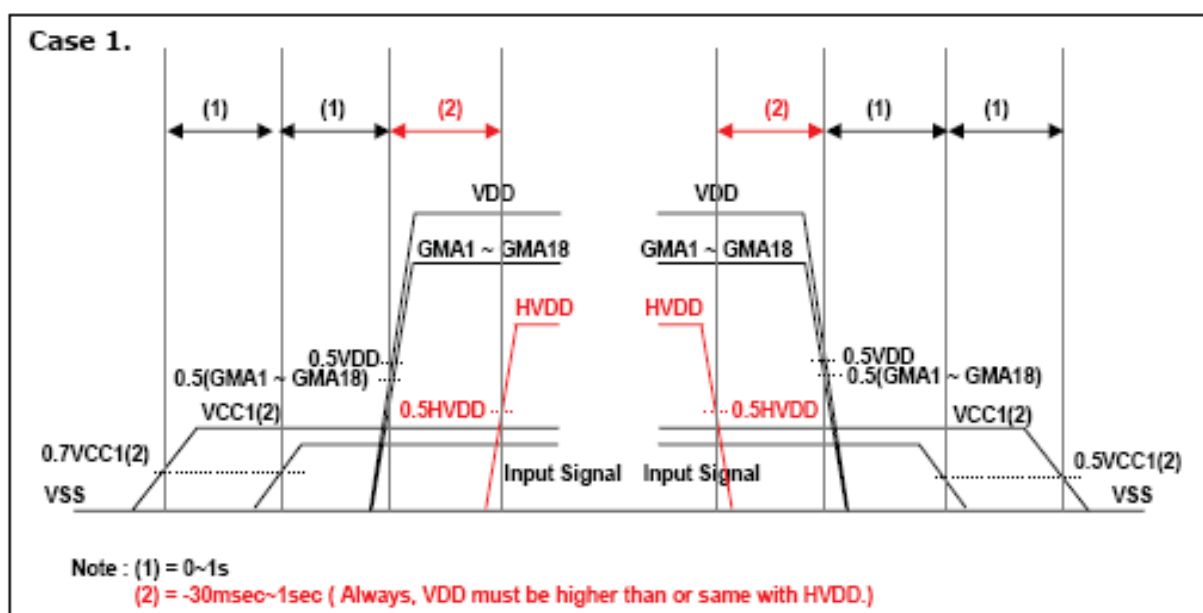 Case 1.
(1) (1) (2) (2) (1) (1)
VDD VDD
GMA1 ~ GMA18 GMA1 ~ GMA18
HVDD HVDD
0.5VDD 0.5VDD
0.5(GMA1 ~ GMA18) 0.5(GMA1 ~ GMA18)
VCC1(2) 0.5HVDD 0.5HVDD VCC1(2)
0.7VCC1(2) Input Signal Input Signal 0.5VCC1(2)
VSS VSS
Note : (1) = 0~1s
(2) = -30msec~1sec ( Always, VDD must be higher than or same with HVDD.)